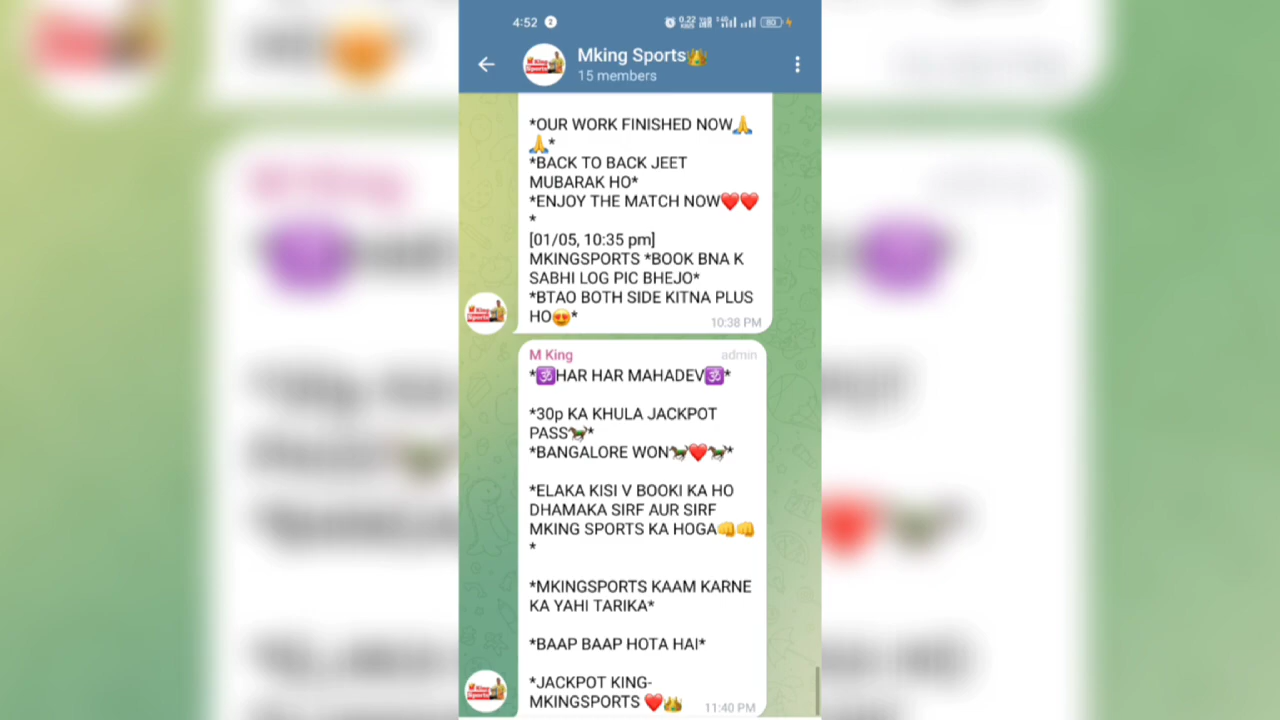 4:52 2
80
Mking Sports👑
15 members
*OUR WORK FINISHED NOW🙏
🙏*
*BACK TO BACK JEET
MUBARAK HO*
*ENJOY THE MATCH NOW❤️❤️
*
[01/05, 10:35 pm]
MKINGSPORTS *BOOK BNA K
SABHI LOG PIC BHEJO*
*BTAO BOTH SIDE KITNA PLUS
HO😍*
10:38 PM
M King admin
*🕉️HAR HAR MAHADEV🕉️*
*30p KA KHULA JACKPOT
PASS🐎*
*BANGALORE WON🐎❤️🐎*
*ELAKA KISI V BOOKI KA HO
DHAMAKA SIRF AUR SIRF
MKING SPORTS KA HOGA👊👊
*
*MKINGSPORTS KAAM KARNE
KA YAHI TARIKA*
*BAAP BAAP HOTA HAI*
*JACKPOT KING-
MKINGSPORTS ❤️👑
11:40 PM